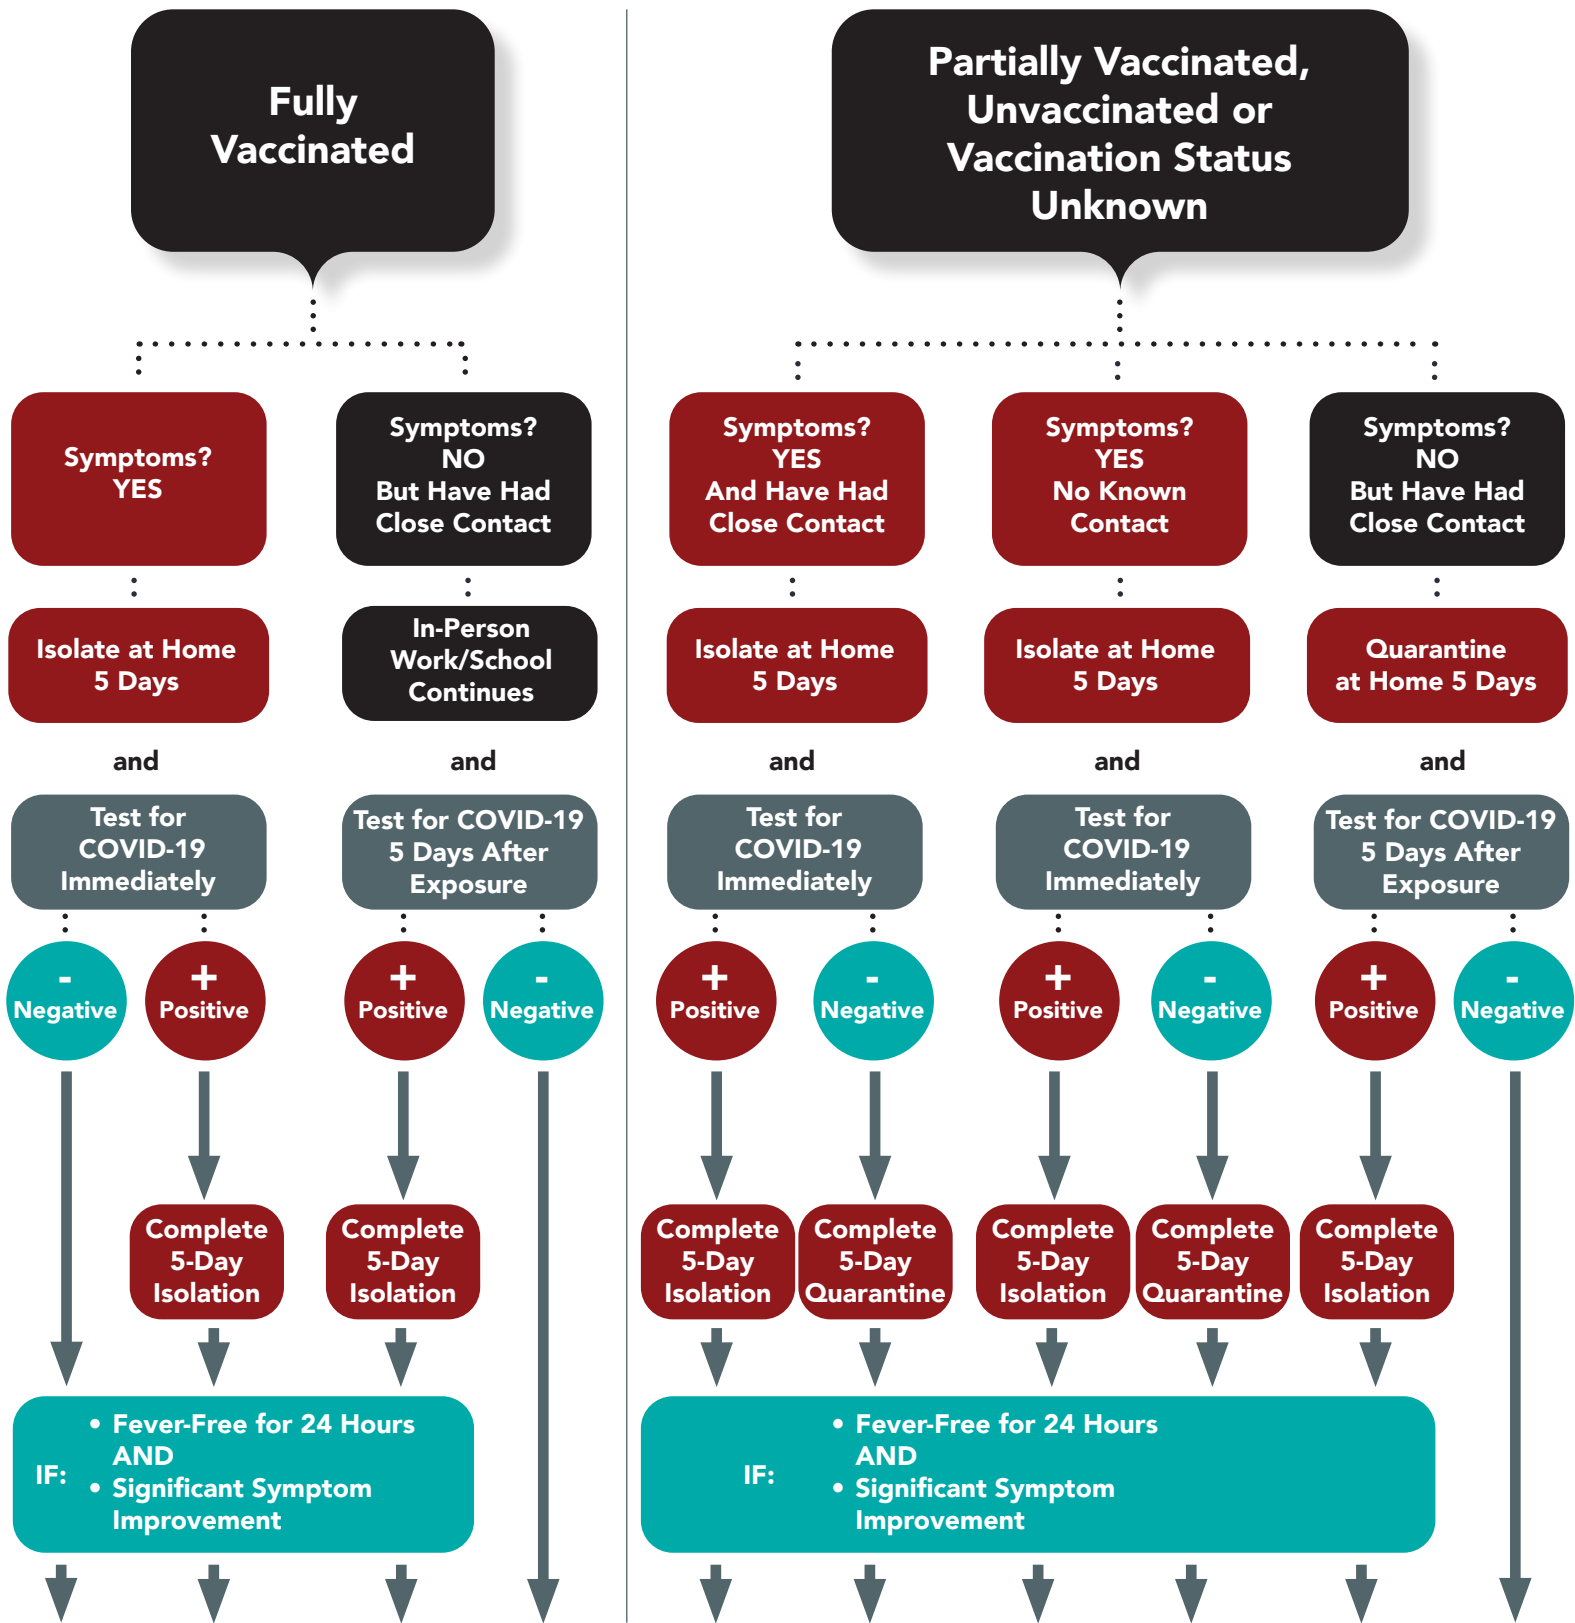 Fully
Vaccinated
Partially Vaccinated,
Unvaccinated or
Vaccination Status
Unknown
Symptoms?
YES
Symptoms?
NO
But Have Had
Close Contact
Symptoms?
YES
And Have Had
Close Contact
Symptoms?
YES
No Known
Contact
Symptoms?
NO
But Have Had
Close Contact
Isolate at Home
5 Days
In-Person
Work/School
Continues
Isolate at Home
5 Days
Isolate at Home
5 Days
Quarantine
at Home 5 Days
and
and
and
and
and
Test for
COVID-19
Immediately
Test for COVID-19
5 Days After
Exposure
Test for
COVID-19
Immediately
Test for
COVID-19
Immediately
Test for COVID-19
5 Days After
Exposure
-
Negative
+
Positive
+
Positive
-
Negative
+
Positive
-
Negative
+
Positive
-
Negative
+
Positive
-
Negative
Complete
5-Day
Isolation
Complete
5-Day
Isolation
Complete
5-Day
Isolation
Complete
5-Day
Quarantine
Complete
5-Day
Isolation
Complete
5-Day
Quarantine
Complete
5-Day
Isolation
IF:
• Fever-Free for 24 Hours
AND
• Significant Symptom
Improvement
IF:
• Fever-Free for 24 Hours
AND
• Significant Symptom
Improvement